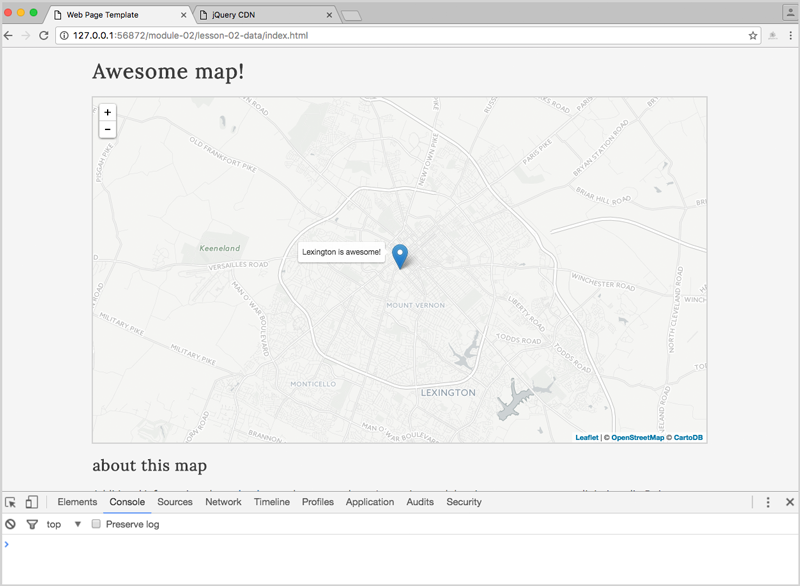 Web Page Template
jQuery CDN
127.0.0.1:56872/module-02/lesson-02-data/index.html
Awesome map!
+
−
PISGAH PIKE
OLD FRANKFORT PIKE
NEWTOWN PIKE
PARIS PIKE
BRYAN STATION ROAD
BRIAR HILL ROAD
Keeneland
VERSAILLES ROAD
Lexington is awesome!
MAN O' WAR BOULEVARD
MOUNT VERNON
WINCHESTER ROAD
LIBERTY ROAD
TODDS ROAD
TODDS ROAD
NORTH CLEVELAND ROAD
MILITARY PIKE
MILITARY PIKE
MONTICELLO
LEXINGTON
MAN O' WAR BOULEVARD
Leaflet | © OpenStreetMap © CartoDB
about this map
Elements Console Sources Network Timeline Profiles Application Audits Security
top ▼ Preserve log
>